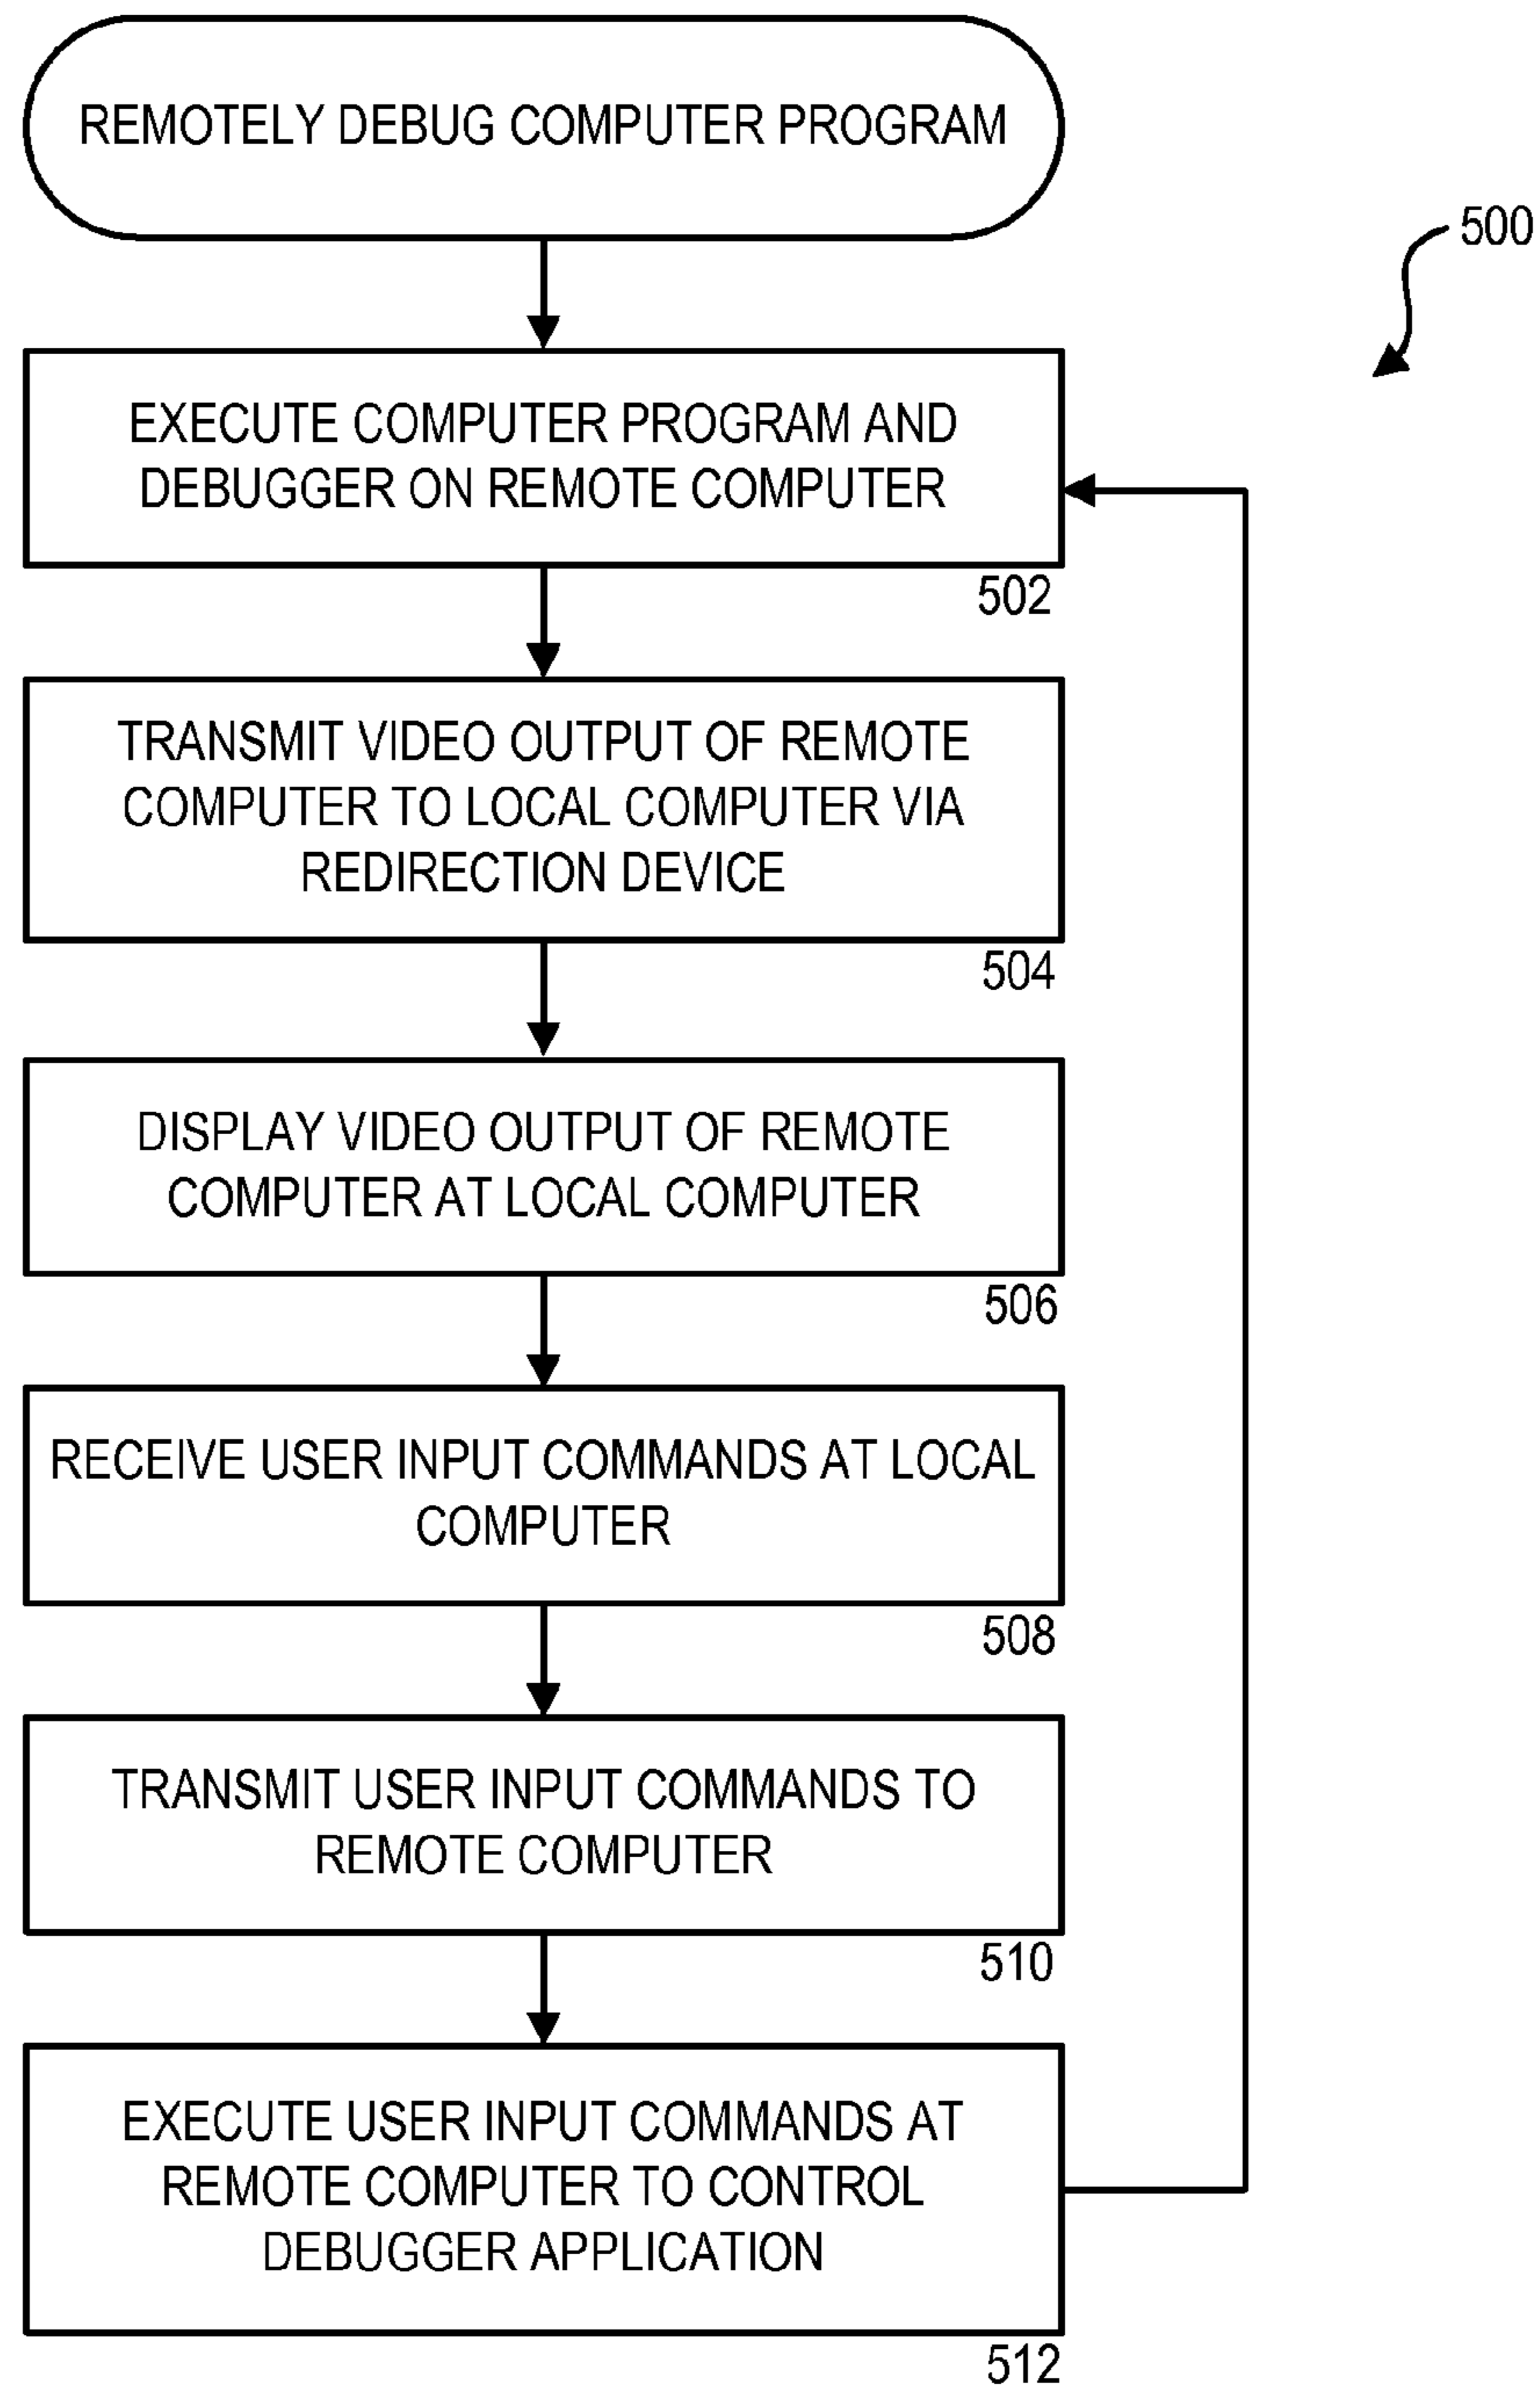 REMOTELY DEBUG COMPUTER PROGRAM
500
EXECUTE COMPUTER PROGRAM AND
DEBUGGER ON REMOTE COMPUTER
502
TRANSMIT VIDEO OUTPUT OF REMOTE
COMPUTER TO LOCAL COMPUTER VIA
REDIRECTION DEVICE
504
DISPLAY VIDEO OUTPUT OF REMOTE
COMPUTER AT LOCAL COMPUTER
506
RECEIVE USER INPUT COMMANDS AT LOCAL
COMPUTER
508
TRANSMIT USER INPUT COMMANDS TO
REMOTE COMPUTER
510
EXECUTE USER INPUT COMMANDS AT
REMOTE COMPUTER TO CONTROL
DEBUGGER APPLICATION
512